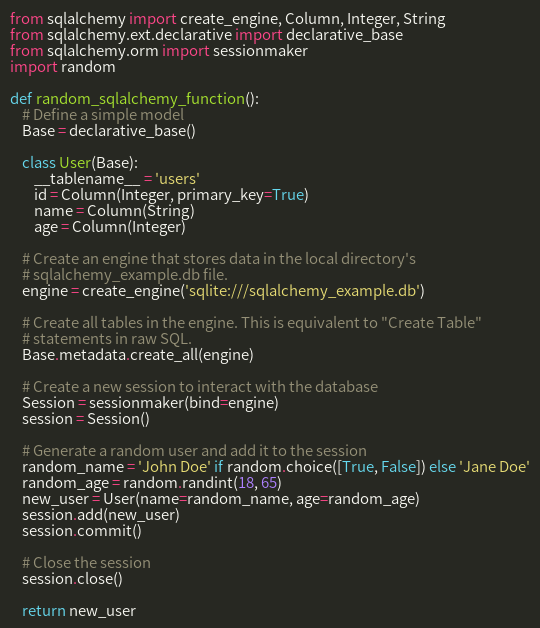 from sqlalchemy import create_engine, Column, Integer, String
from sqlalchemy.ext.declarative import declarative_base
from sqlalchemy.orm import sessionmaker
import random

def random_sqlalchemy_function():
    # Define a simple model
    Base = declarative_base()

    class User(Base):
        __tablename__ = 'users'
        id = Column(Integer, primary_key=True)
        name = Column(String)
        age = Column(Integer)

    # Create an engine that stores data in the local directory's
    # sqlalchemy_example.db file.
    engine = create_engine('sqlite:///sqlalchemy_example.db')

    # Create all tables in the engine. This is equivalent to "Create Table"
    # statements in raw SQL.
    Base.metadata.create_all(engine)

    # Create a new session to interact with the database
    Session = sessionmaker(bind=engine)
    session = Session()

    # Generate a random user and add it to the session
    random_name = 'John Doe' if random.choice([True, False]) else 'Jane Doe'
    random_age = random.randint(18, 65)
    new_user = User(name=random_name, age=random_age)
    session.add(new_user)
    session.commit()

    # Close the session
    session.close()

    return new_user